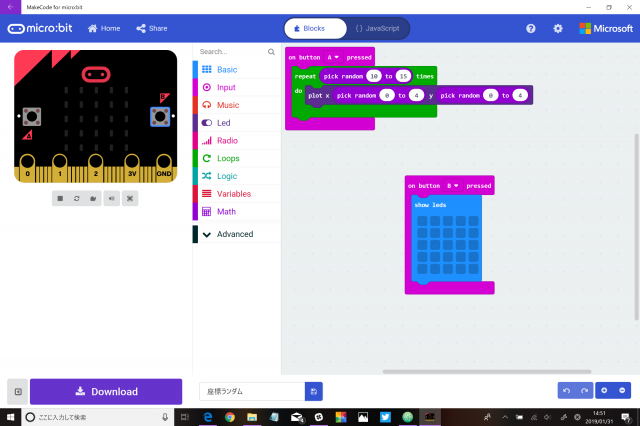 MakeCode for micro:bit
micro:bit Home Share Blocks JavaScript Microsoft
Search...
Basic
Input
Music
Led
Radio
Loops
Logic
Variables
Math
Advanced
on button A pressed
repeat pick random 10 to 15 times
do plot x pick random 0 to 4 y pick random 0 to 4
on button B pressed
show leds
B
A
0 1 2 3V GND
Download
座標ランダム
ここに入力して検索
14:51
2019/01/31